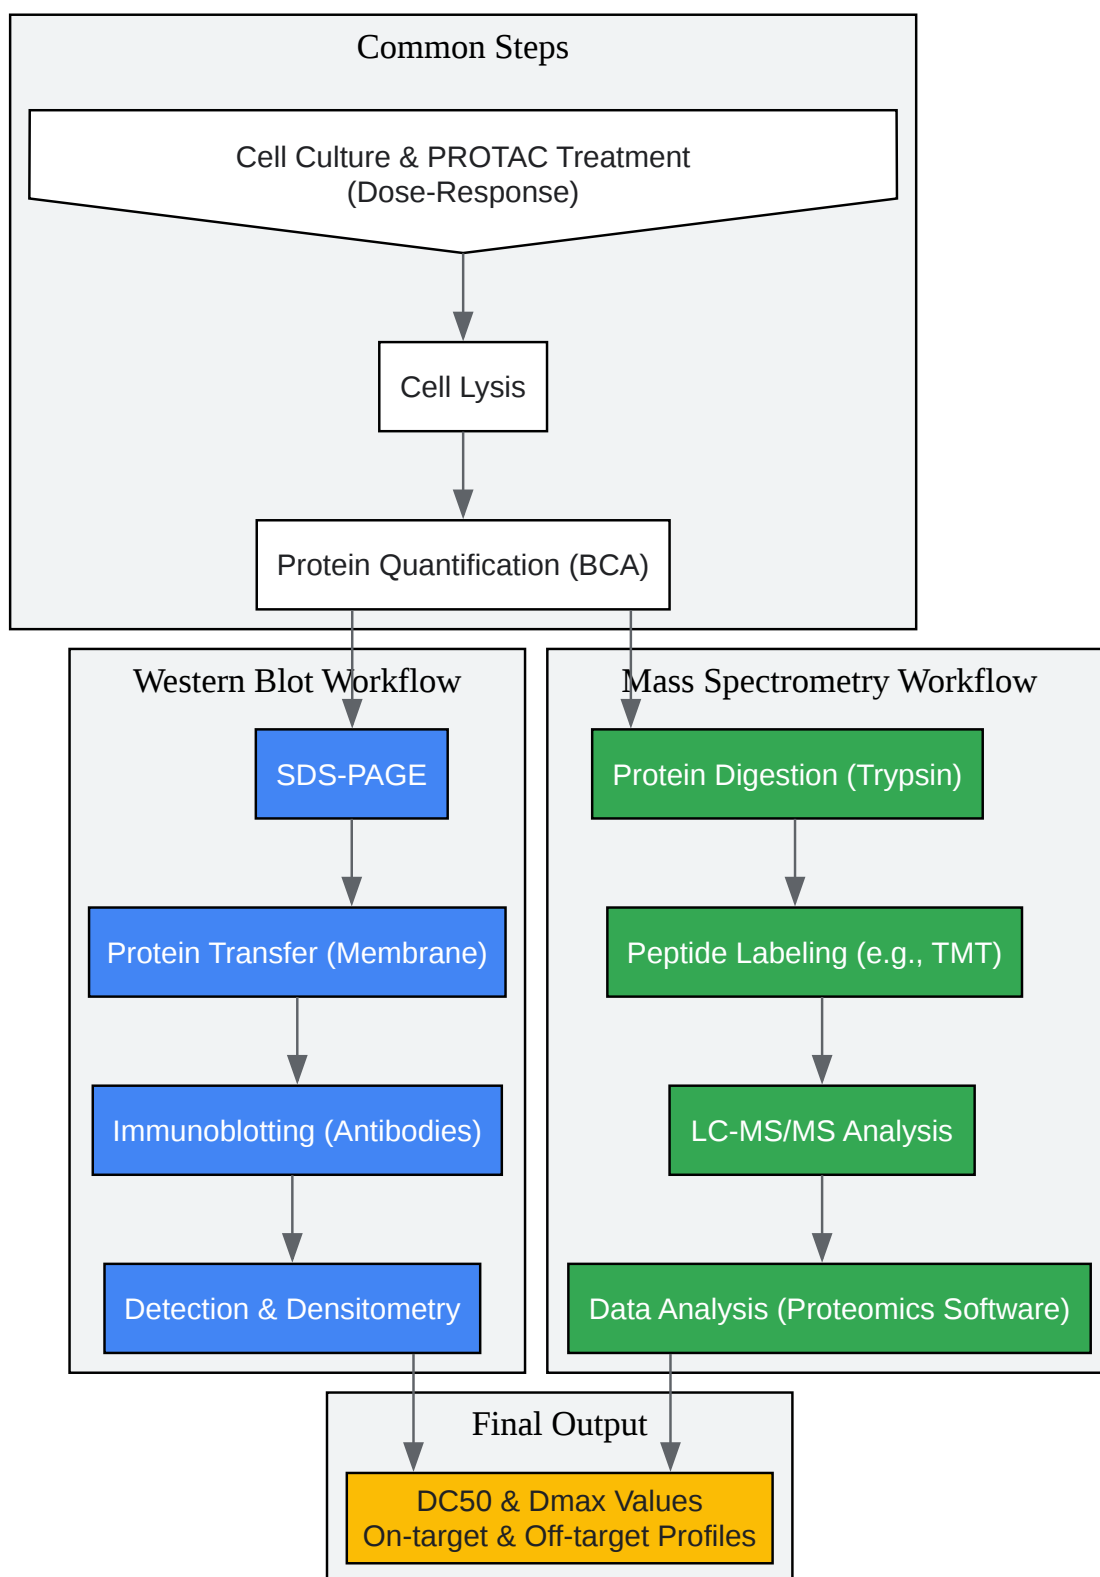 Common Steps
Cell Culture & PROTAC Treatment
(Dose-Response)
Cell Lysis
Protein Quantification (BCA)
Western Blot Workflow
SDS-PAGE
Protein Transfer (Membrane)
Immunoblotting (Antibodies)
Detection & Densitometry
Mass Spectrometry Workflow
Protein Digestion (Trypsin)
Peptide Labeling (e.g., TMT)
LC-MS/MS Analysis
Data Analysis (Proteomics Software)
Final Output
DC50 & Dmax Values
On-target & Off-target Profiles